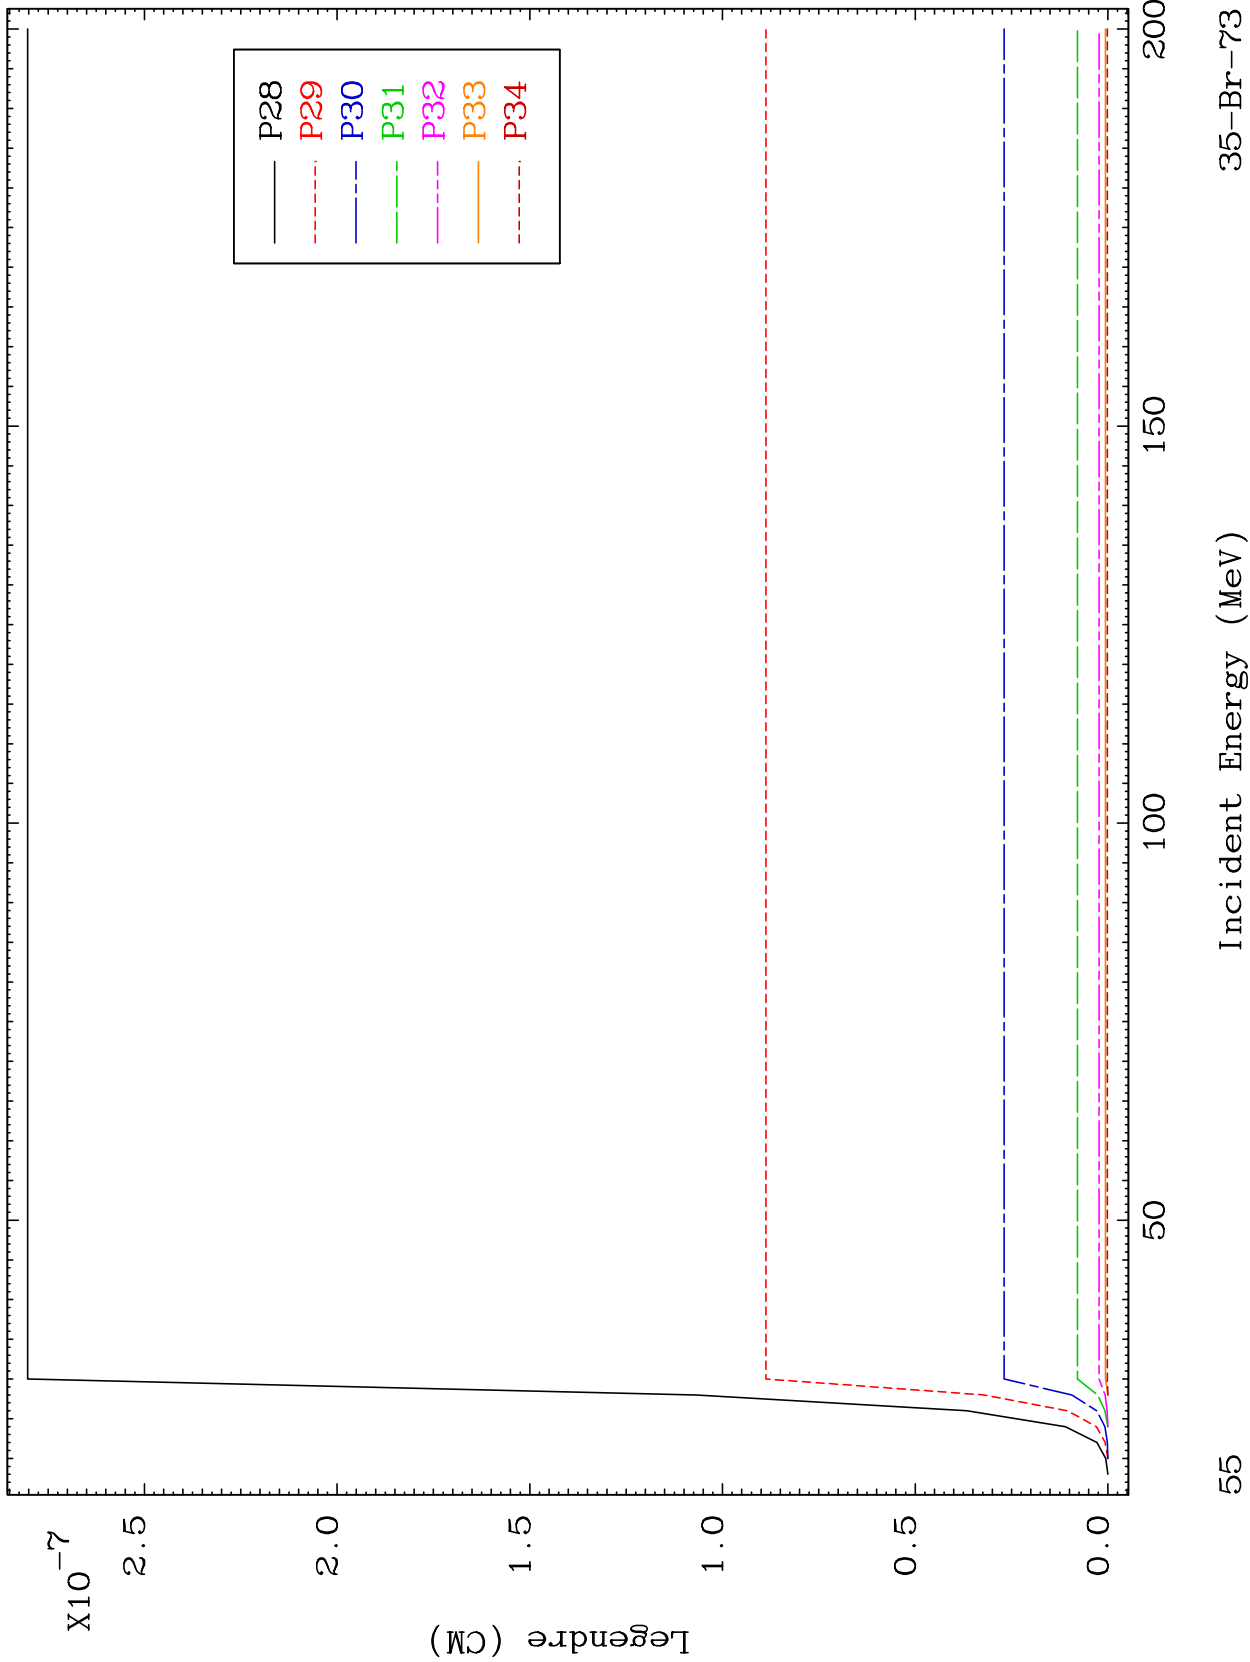 X10-7
2.5
2.0
1.5
1.0
0.5
0.0
Legendre (CM)
P28
P29
P30
P31
P32
P33
P34
50
100
150
200
Incident Energy (MeV)
55
35-Br-73